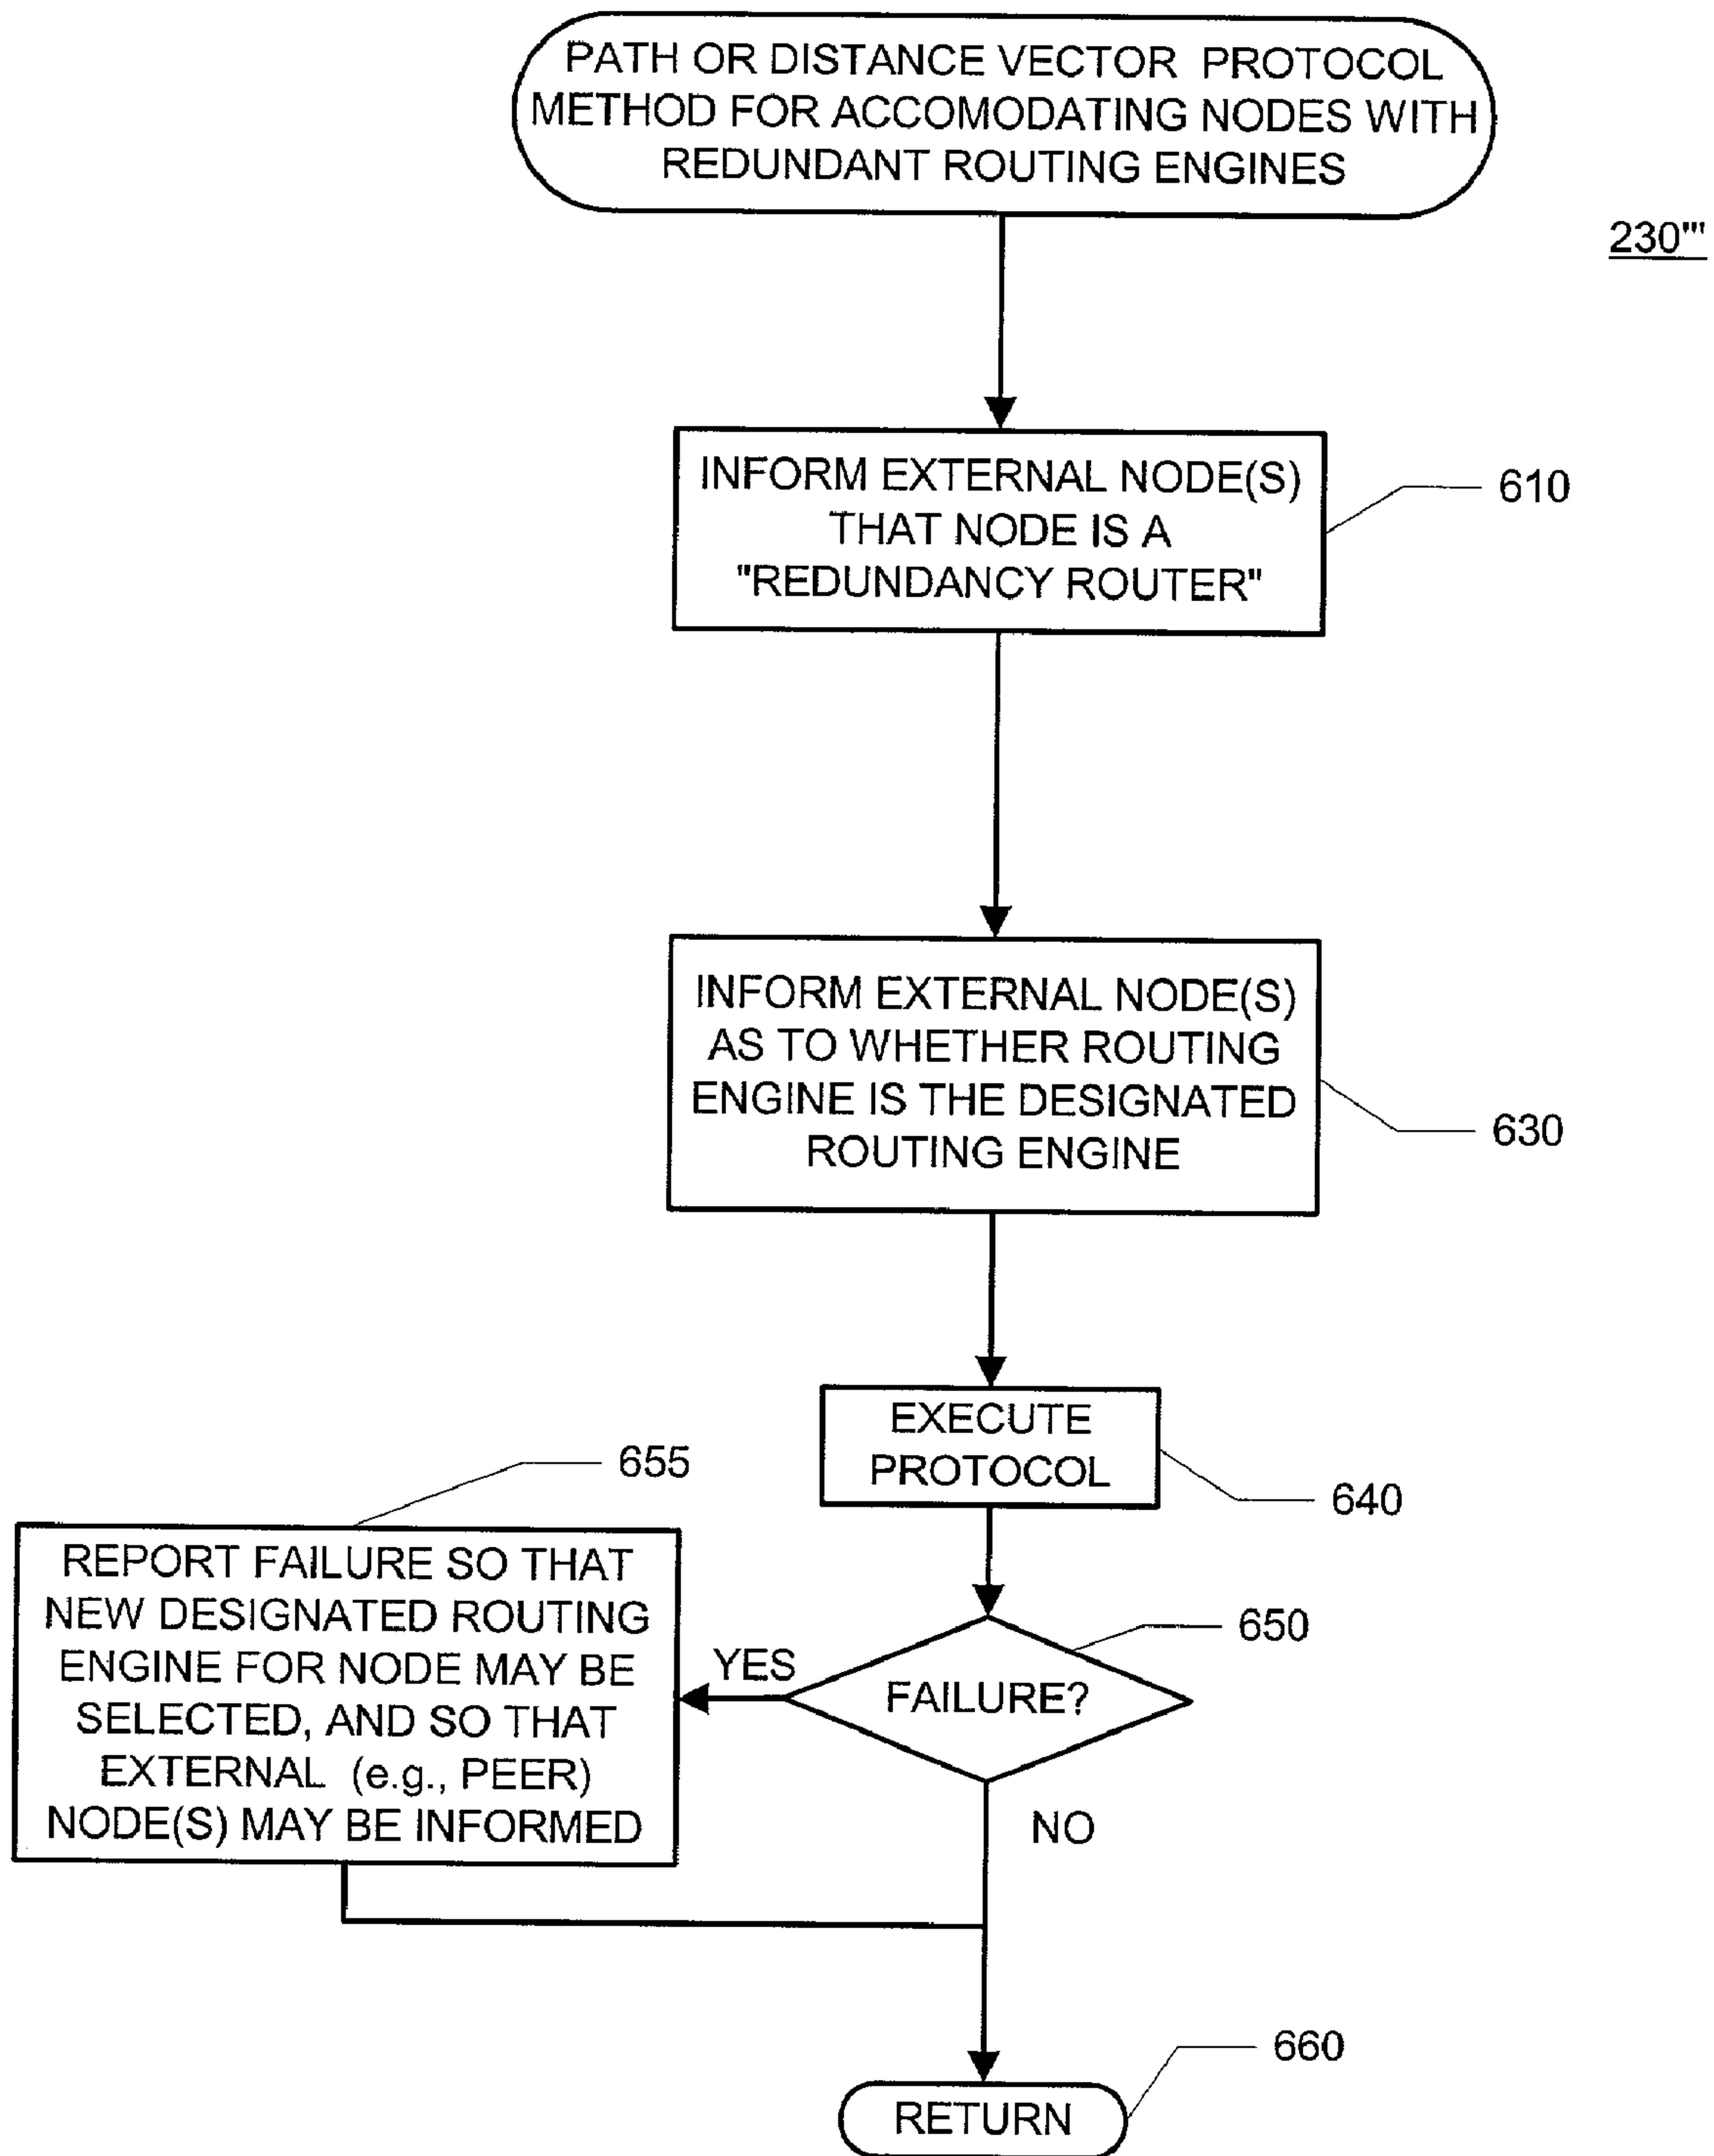 PATH OR DISTANCE VECTOR PROTOCOL
METHOD FOR ACCOMODATING NODES WITH
REDUNDANT ROUTING ENGINES
230'''
INFORM EXTERNAL NODE(S)
THAT NODE IS A
"REDUNDANCY ROUTER"
610
INFORM EXTERNAL NODE(S)
AS TO WHETHER ROUTING
ENGINE IS THE DESIGNATED
ROUTING ENGINE
630
EXECUTE
PROTOCOL
640
655
REPORT FAILURE SO THAT
NEW DESIGNATED ROUTING
ENGINE FOR NODE MAY BE
SELECTED, AND SO THAT
EXTERNAL (e.g., PEER)
NODE(S) MAY BE INFORMED
YES
FAILURE?
650
NO
RETURN
660